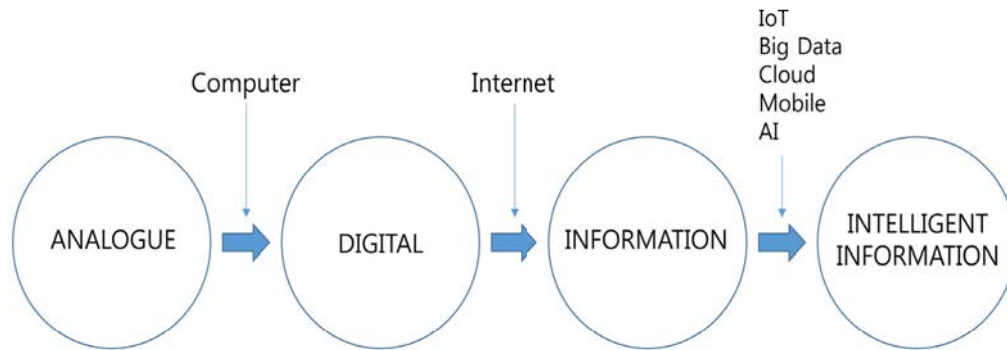 IoT
Big Data
Cloud
Mobile
AI
Computer
Internet
ANALOGUE
DIGITAL
INFORMATION
INTELLIGENT
INFORMATION